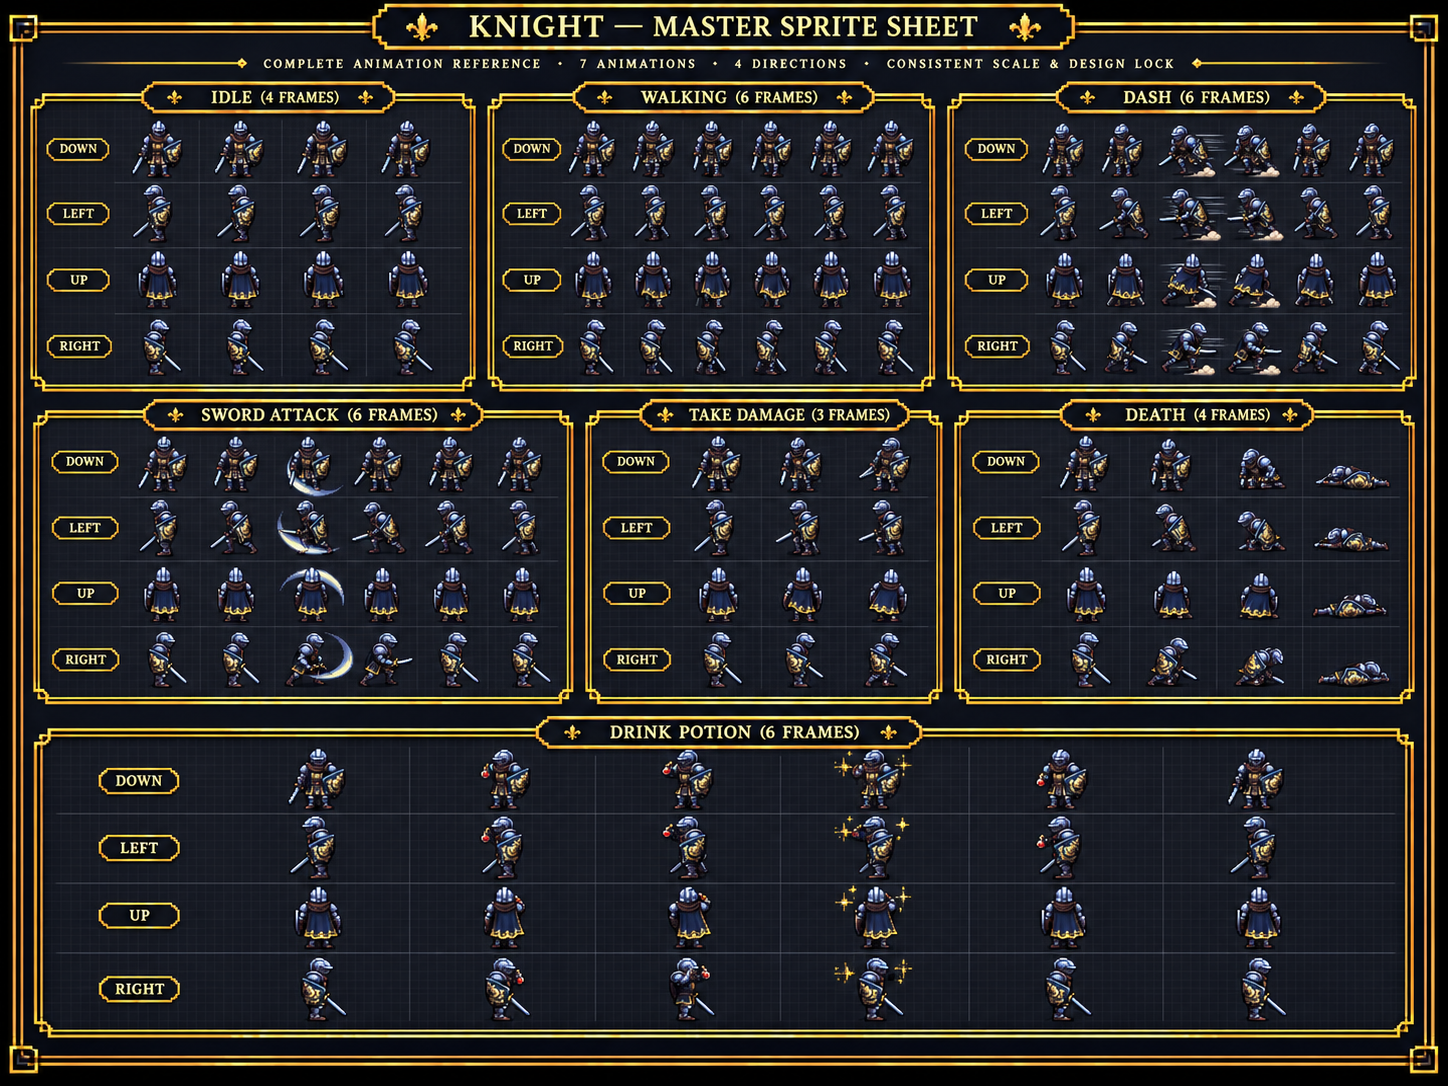 KNIGHT — MASTER SPRITE SHEET
COMPLETE ANIMATION REFERENCE • 7 ANIMATIONS • 4 DIRECTIONS • CONSISTENT SCALE & DESIGN LOCK
IDLE (4 FRAMES)
DOWN
LEFT
UP
RIGHT
WALKING (6 FRAMES)
DOWN
LEFT
UP
RIGHT
DASH (6 FRAMES)
DOWN
LEFT
UP
RIGHT
SWORD ATTACK (6 FRAMES)
DOWN
LEFT
UP
RIGHT
TAKE DAMAGE (3 FRAMES)
DOWN
LEFT
UP
RIGHT
DEATH (4 FRAMES)
DOWN
LEFT
UP
RIGHT
DRINK POTION (6 FRAMES)
DOWN
LEFT
UP
RIGHT